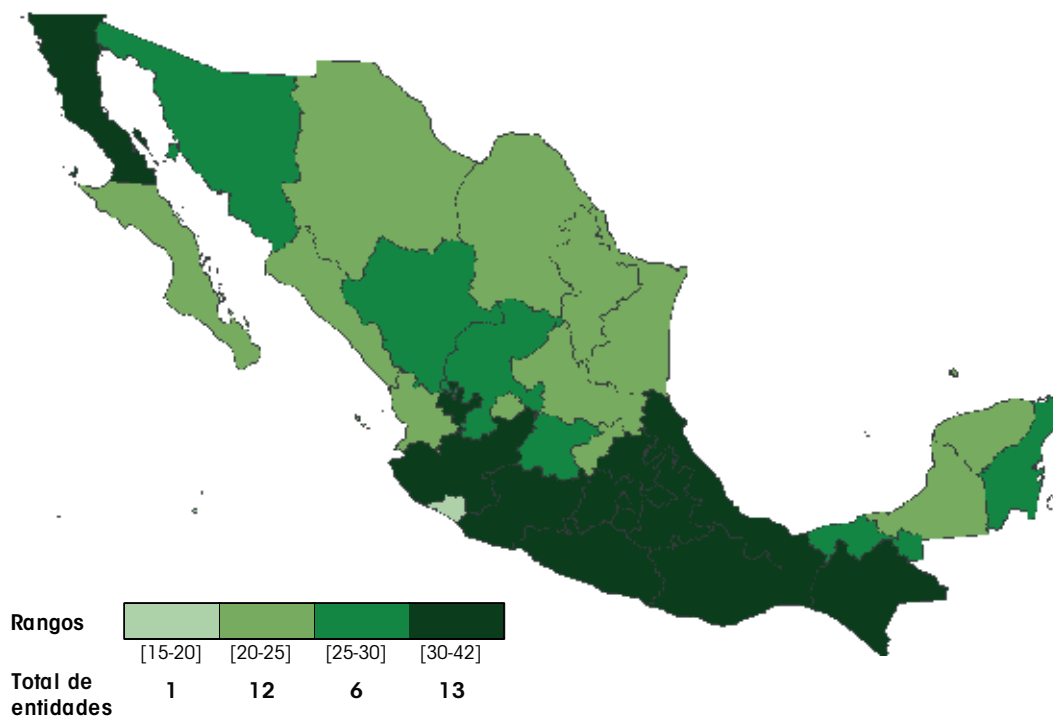 Rangos
[15-20] [20-25] [25-30] [30-42]
Total de
entidades
1 12 6 13